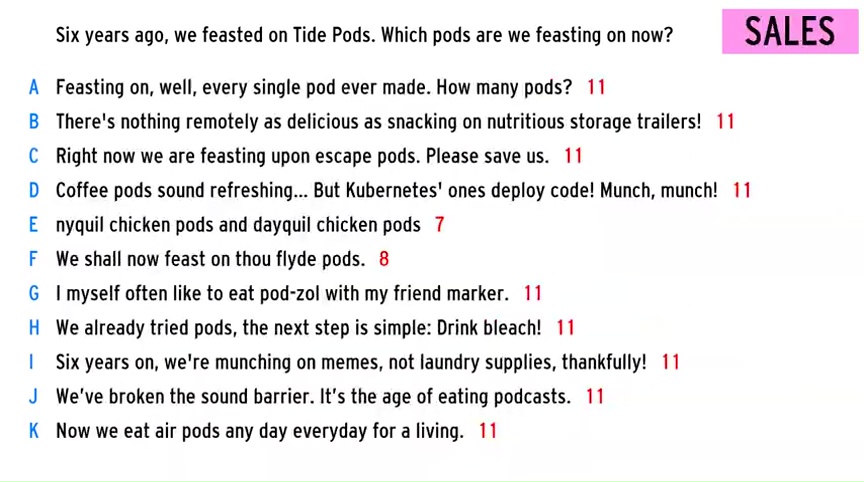 Six years ago, we feasted on Tide Pods. Which pods are we feasting on now?
SALES
A Feasting on, well, every single pod ever made. How many pods? 11
B There's nothing remotely as delicious as snacking on nutritious storage trailers! 11
C Right now we are feasting upon escape pods. Please save us. 11
D Coffee pods sound refreshing... But Kubernetes' ones deploy code! Munch, munch! 11
E nyquil chicken pods and dayquil chicken pods 7
F We shall now feast on thou flyde pods. 8
G I myself often like to eat pod-zol with my friend marker. 11
H We already tried pods, the next step is simple: Drink bleach! 11
I Six years on, we're munching on memes, not laundry supplies, thankfully! 11
J We’ve broken the sound barrier. It’s the age of eating podcasts. 11
K Now we eat air pods any day everyday for a living. 11